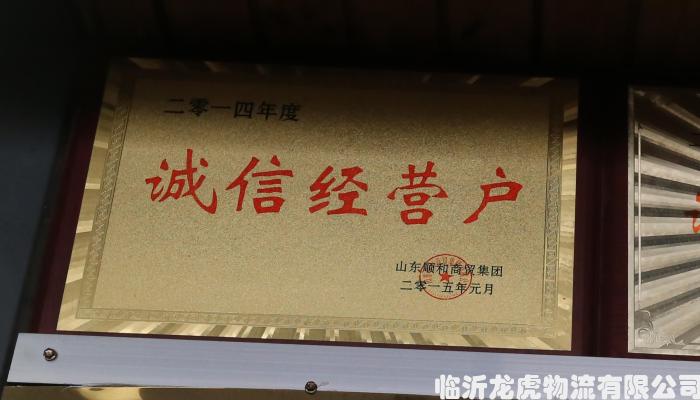 二零一四年度
诚信经营户
山东顺和商贸集团
二零一五年元月
临沂龙虎物流有限公司